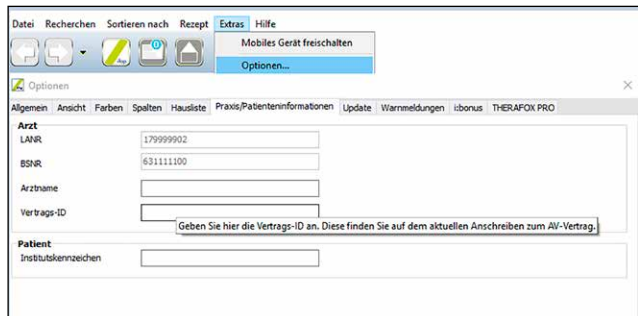 Datei Recherchen Sortieren nach Rezept Extras Hilfe
Mobiles Gerät freischalten
Optionen...
Optionen
Allgemein Ansicht Farben Spalten Hausliste Praxis/Patienteninformationen Update Warnmeldungen i:bonus THERAFOX PRO
Arzt
LANR 179999902
BSNR 631111100
Arztname
Vertrags-ID
Geben Sie hier die Vertrags-ID an. Diese finden Sie auf dem aktuellen Anschreiben zum AV-Vertrag.
Patient
Institutskennzeichen